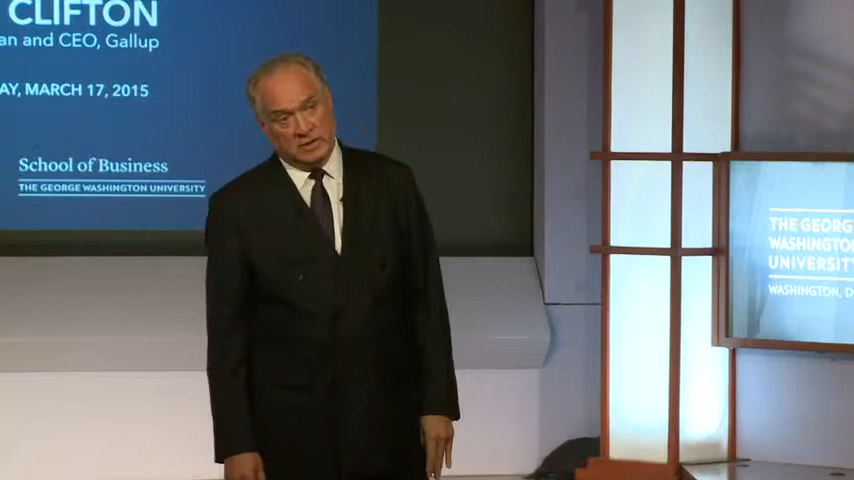 CLIFTON
an and CEO, Gallup
AY, MARCH 17, 2015
School of Business
THE GEORGE WASHINGTON UNIVERSITY
THE GEORGE
WASHINGTON
UNIVERSITY
WASHINGTON, D